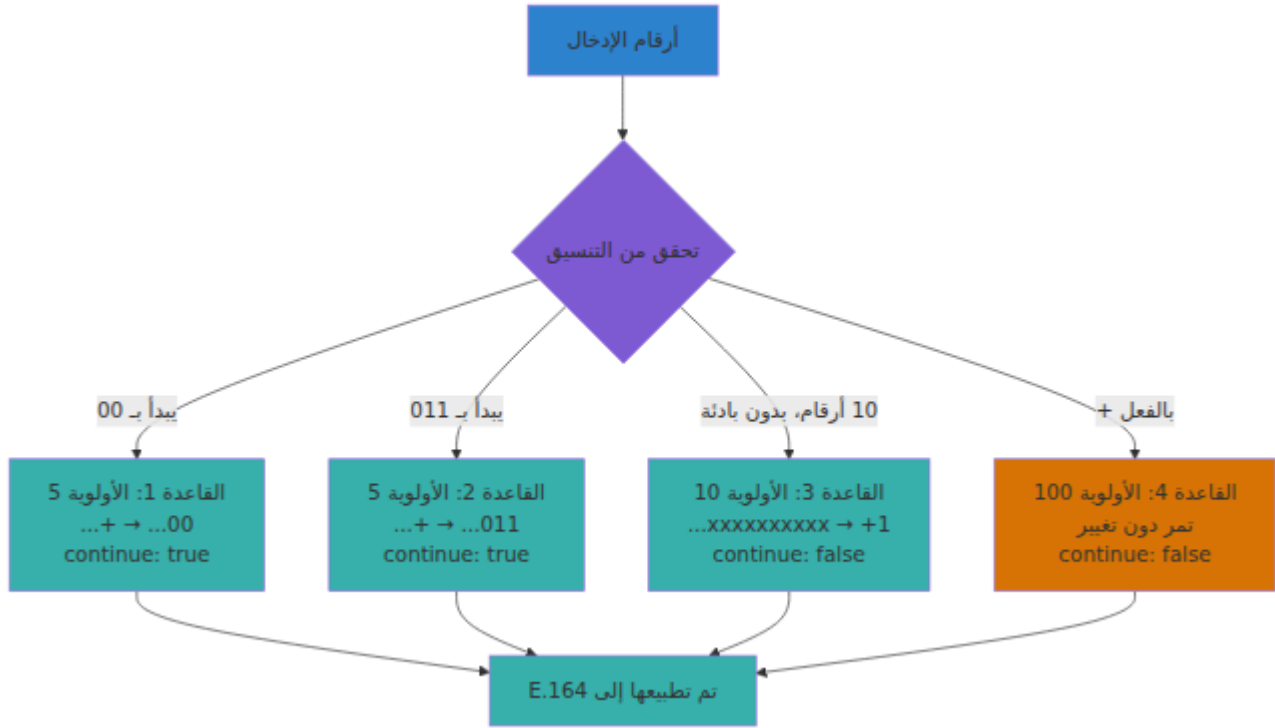 أرقام الإدخال
تحقق من التنسيق
يبدأ بـ 00
يبدأ بـ 011
10 أرقام، بدون بادئة
بالفعل +
القاعدة 1: الأولوية 5
00... → +...
continue: true
القاعدة 2: الأولوية 5
011... → +...
continue: true
القاعدة 3: الأولوية 10
xxxxxxxxxx → +1...
continue: false
القاعدة 4: الأولوية 100
تمر دون تغيير
continue: false
تم تطبيعها إلى E.164